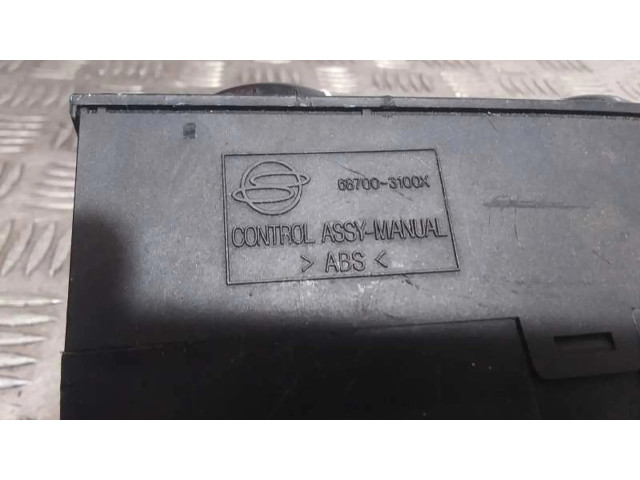 68700-3100X
CONTROL ASSY-MANUAL
> ABS <